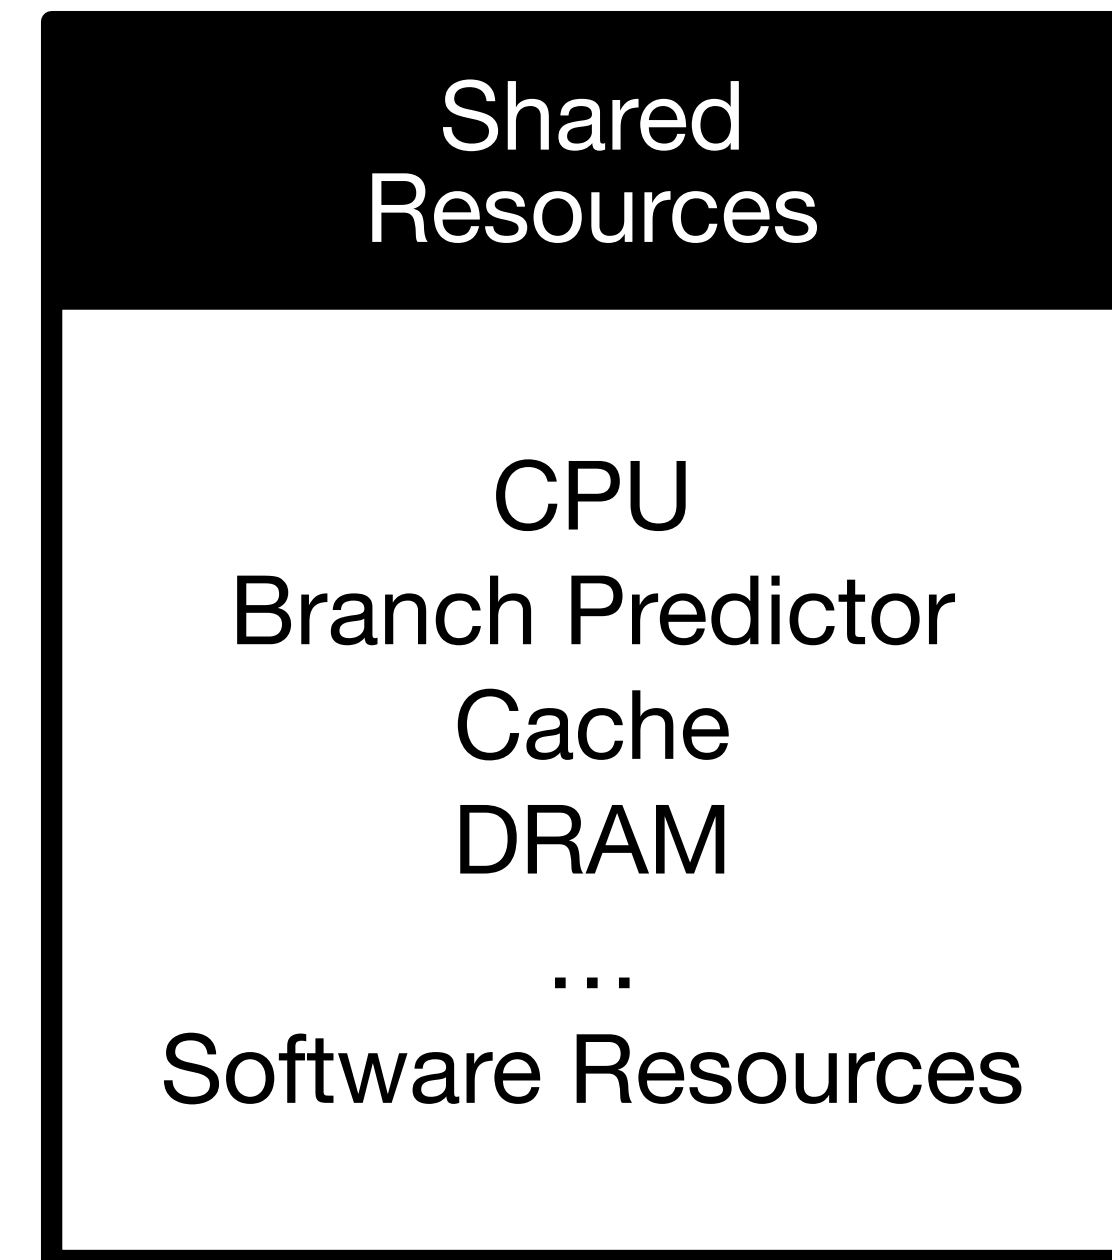 Shared
Resources
CPU
Branch Predictor
Cache
DRAM
...
Software Resources